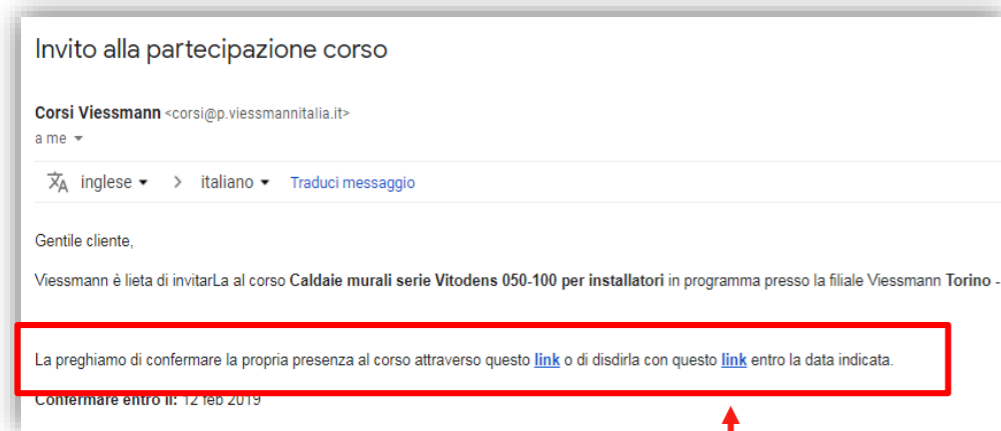 Invito alla partecipazione corso
Corsi Viessmann <corsi@p.viessmannitalia.it>
a me
inglese > italiano Traduci messaggio
Gentile cliente,
Viessmann è lieta di invitarLa al corso Caldaie murali serie Vitodens 050-100 per installatori in programma presso la filiale Viessmann Torino -
La preghiamo di confermare la propria presenza al corso attraverso questo link o di disdirla con questo link entro la data indicata.
Confermare entro il: 12 feb 2019